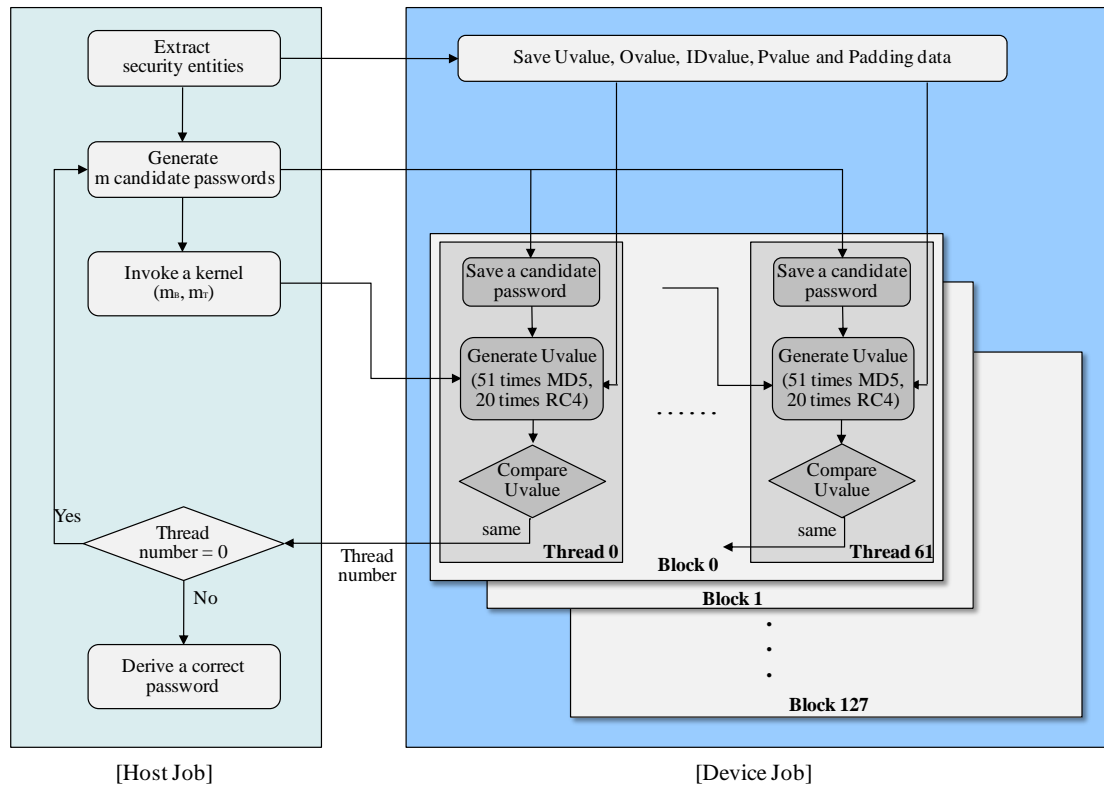 Extract
security entities
Save Uvalue, Ovalue, IDvalue, Pvalue and Padding data
Generate
m candidate passwords
Invoke a kernel
(mB, mT)
Save a candidate
password
Generate Uvalue
(51 times MD5,
20 times RC4)
Compare
Uvalue
same
Thread 0
......
Save a candidate
password
Generate Uvalue
(51 times MD5,
20 times RC4)
Compare
Uvalue
same
Thread 61
Block 0
Block 1
Block 127
Yes
Thread
number = 0
Thread
number
No
Derive a correct
password
[Host Job]
[Device Job]